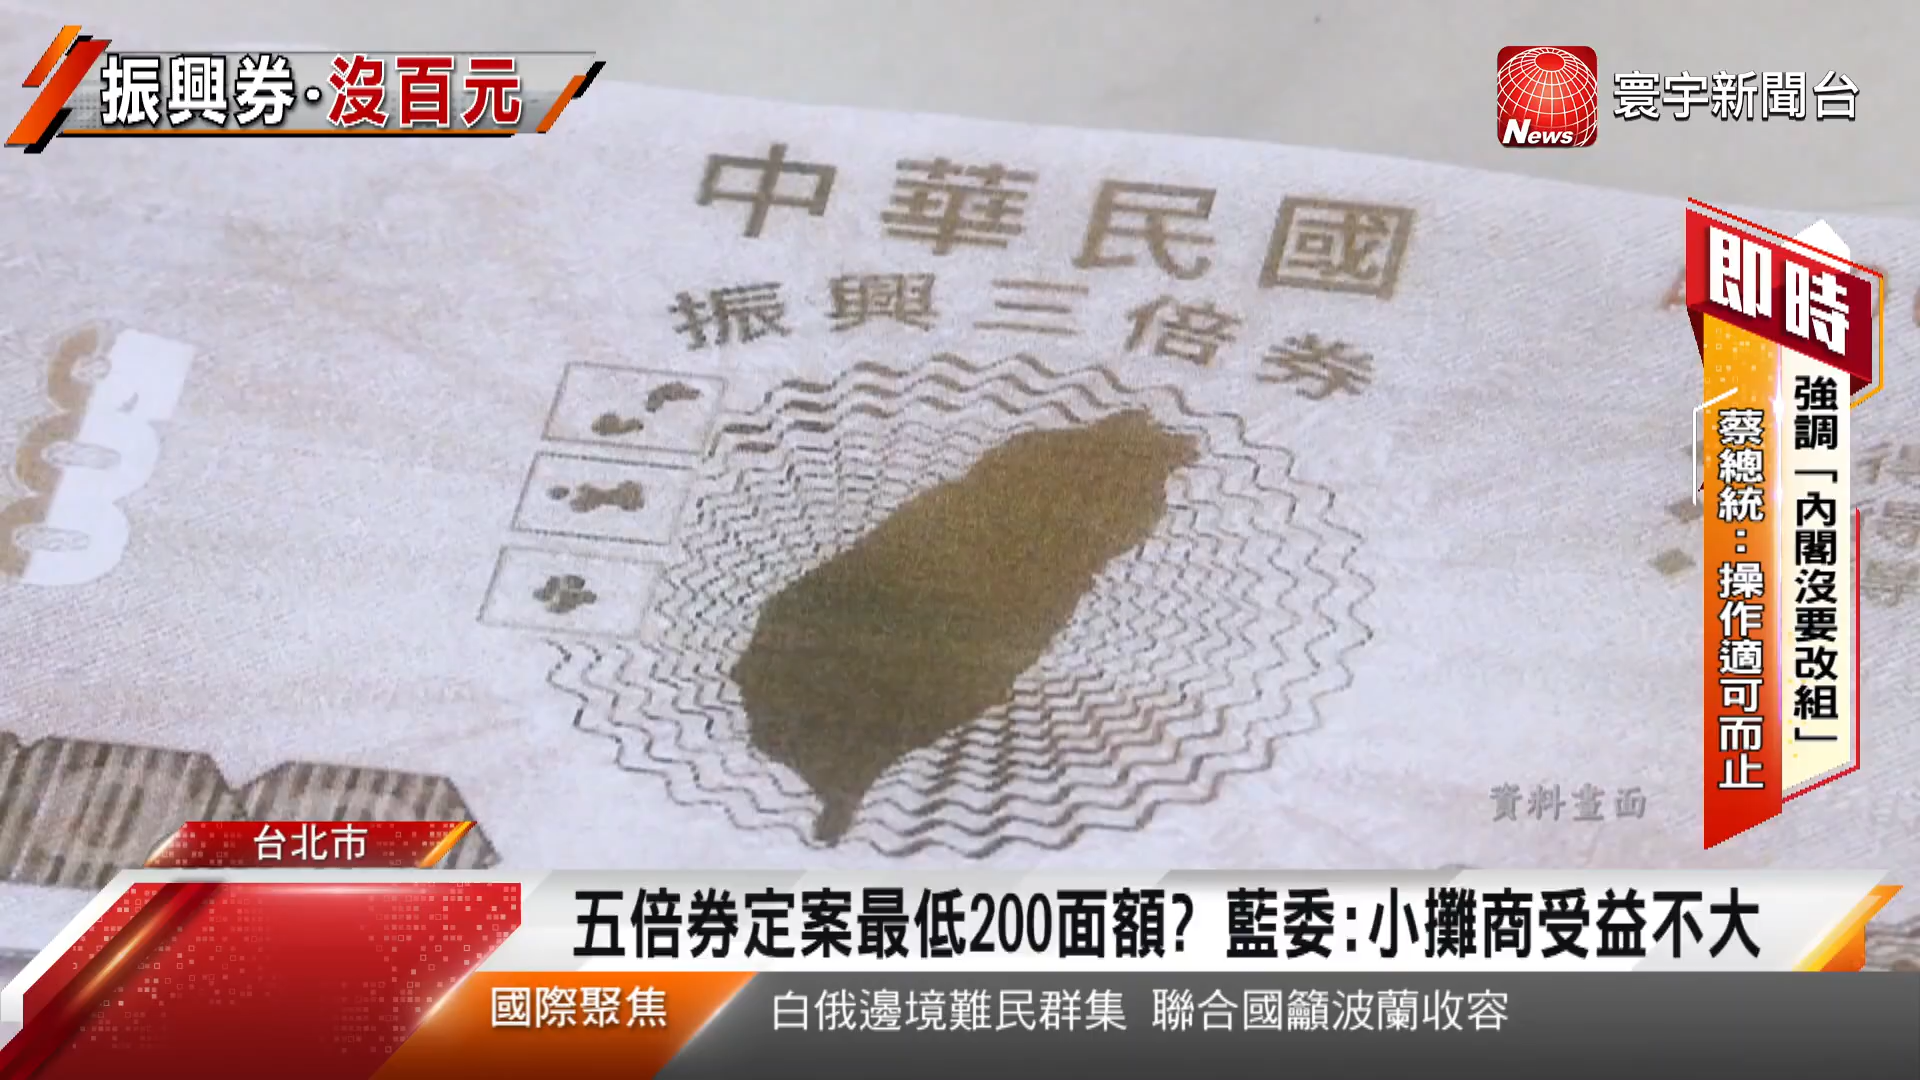 振興券·沒百元
News
寰宇新聞台
中華民國
振興三倍券
即時
強調「內閣沒要改組」
蔡總統：操作適可而止
資料畫面
台北市
五倍券定案最低200面額? 藍委:小攤商受益不大
國際聚焦
白俄邊境難民群集 聯合國籲波蘭收容